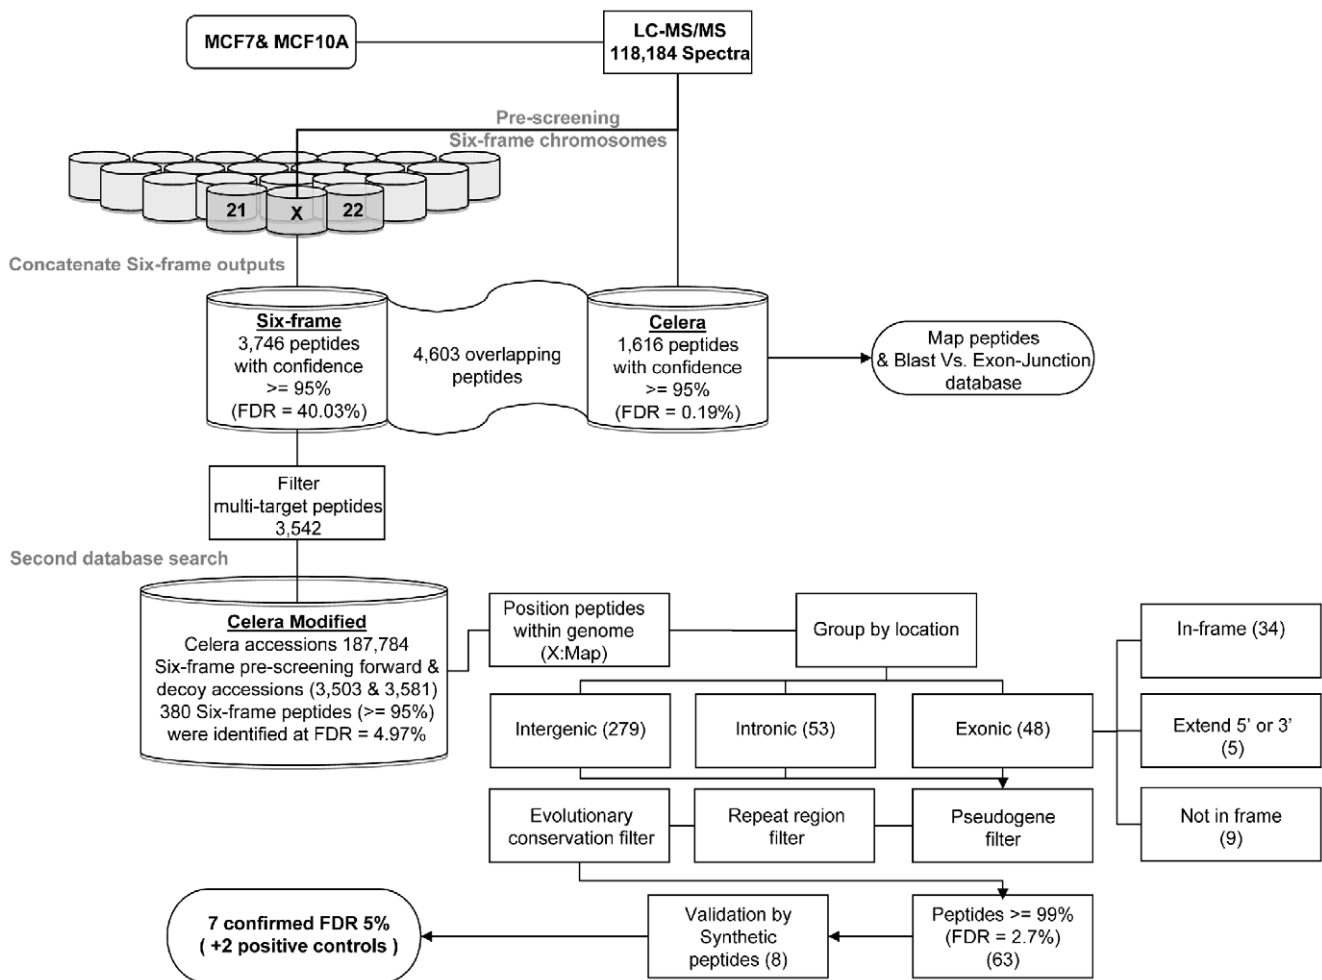 MCF7& MCF10A
LC-MS/MS
118,184 Spectra
Pre-screening
Six-frame chromosomes
21
X
22
Concatenate Six-frame outputs
Six-frame
3,746 peptides
with confidence
>= 95%
(FDR = 40.03%)
4,603 overlapping
peptides
Celera
1,616 peptides
with confidence
>= 95%
(FDR = 0.19%)
Map peptides
& Blast Vs. Exon-Junction
database
Filter
multi-target peptides
3,542
Second database search
Celera Modified
Celera accessions 187,784
Six-frame pre-screening forward &
decoy accessions (3,503 & 3,581)
380 Six-frame peptides (>= 95%)
were identified at FDR = 4.97%
Position peptides
within genome
(X:Map)
Group by location
In-frame (34)
Intergenic (279)
Intronic (53)
Exonic (48)
Extend 5' or 3'
(5)
Evolutionary
conservation filter
Repeat region
filter
Pseudogene
filter
Not in frame
(9)
7 confirmed FDR 5%
( +2 positive controls )
Validation by
Synthetic
peptides (8)
Peptides >= 99%
(FDR = 2.7%)
(63)